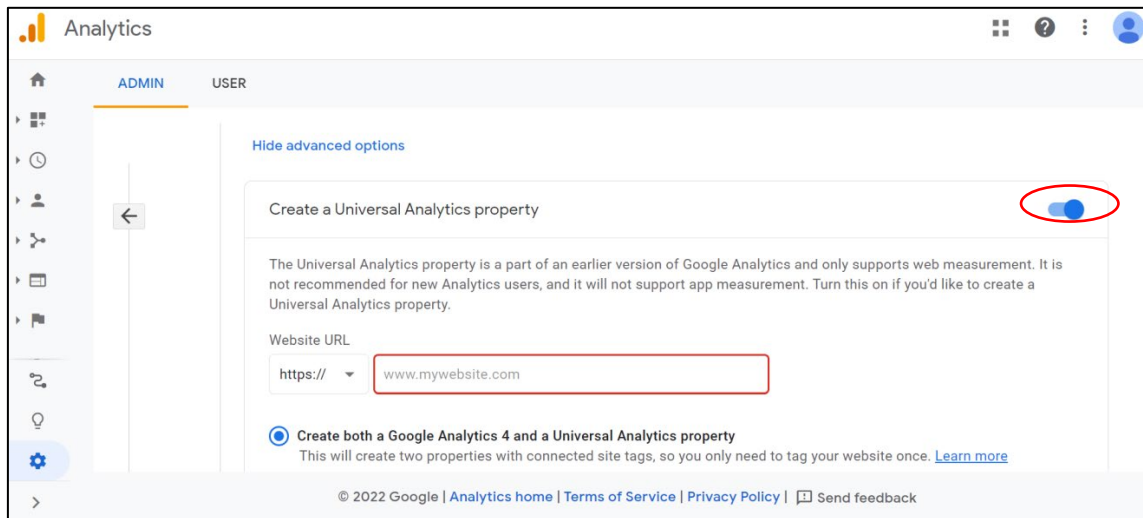 Analytics
ADMIN USER
Hide advanced options
Create a Universal Analytics property
The Universal Analytics property is a part of an earlier version of Google Analytics and only supports web measurement. It is
not recommended for new Analytics users, and it will not support app measurement. Turn this on if you'd like to create a
Universal Analytics property.
Website URL
https:// www.mywebsite.com
Create both a Google Analytics 4 and a Universal Analytics property
This will create two properties with connected site tags, so you only need to tag your website once. Learn more
© 2022 Google | Analytics home | Terms of Service | Privacy Policy | Send feedback